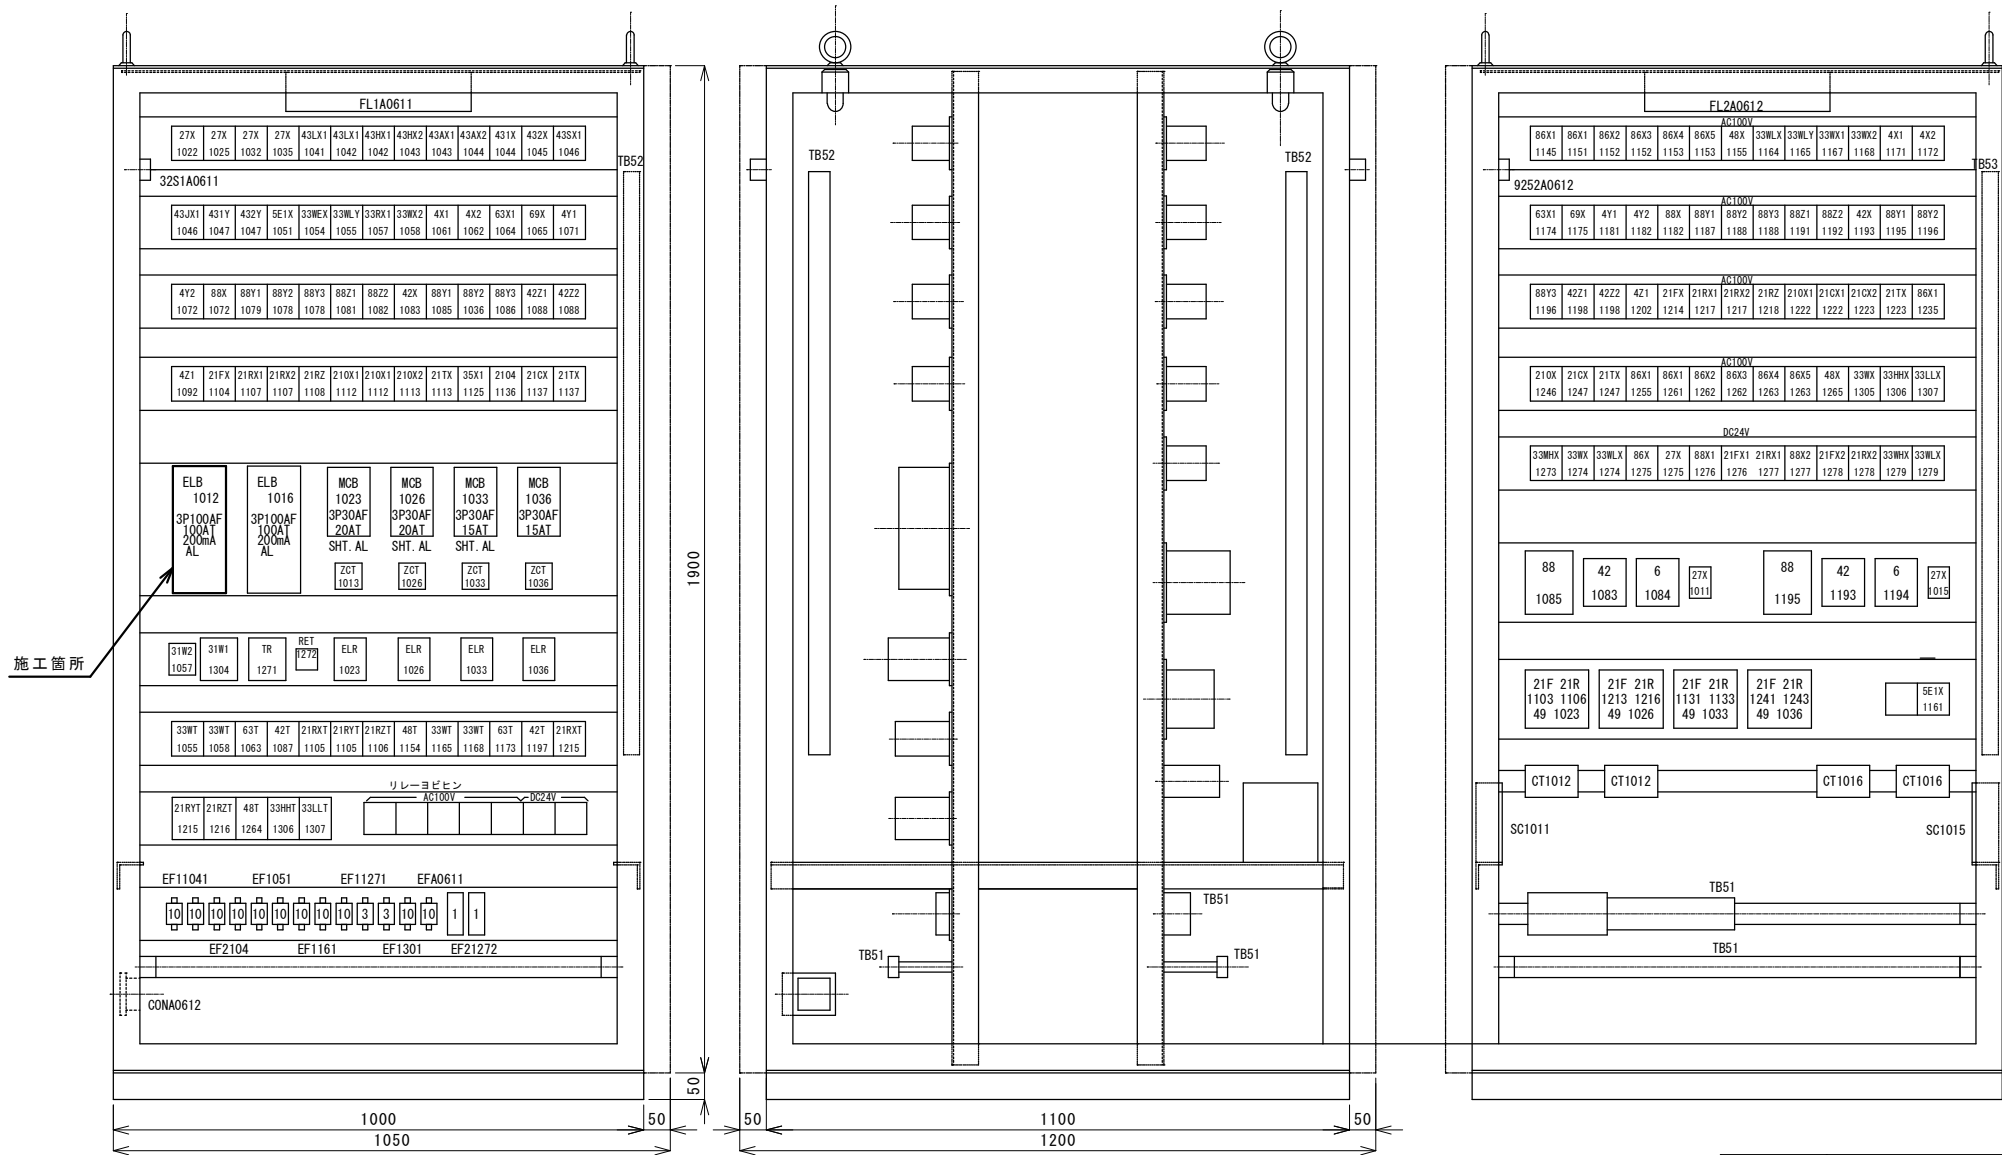 FL1A0611
27X 27X 27X 27X 43LX1 43LX1 43HX1 43HX2 43AX1 43AX2 431X 432X 43SX1
1022 1025 1032 1035 1041 1042 1042 1043 1043 1044 1044 1045 1046
TB52
32S1A0611
43JX1 431Y 432Y 5E1X 33WEX 33WLY 33RX1 33WX2 4X1 4X2 63X1 69X 4Y1
1046 1047 1047 1051 1054 1055 1057 1058 1061 1062 1064 1065 1071
4Y2 88X 88Y1 88Y2 88Y3 88Z1 88Z2 42X 88Y1 88Y2 88Y3 42Z1 42Z2
1072 1072 1079 1078 1078 1081 1082 1083 1085 1036 1086 1088 1088
4Z1 21FX 21RX1 21RX2 21RZ 210X1 210X1 210X2 21TX 35X1 2104 21CX 21TX
1092 1104 1107 1107 1108 1112 1112 1113 1113 1125 1136 1137 1137
ELB 1012 3P100AF 100AT 200mA AL
ELB 1016 3P100AF 100AT 200mA AL
MCB 1023 3P30AF 20AT SHT.AL
MCB 1026 3P30AF 20AT SHT.AL
MCB 1033 3P30AF 15AT SHT.AL
MCB 1036 3P30AF 15AT
ZCT 1013
ZCT 1026
ZCT 1033
ZCT 1036
施工箇所
31W2 1057
31W1 1304
TR 1271
RET 1272
ELR 1023
ELR 1026
ELR 1033
ELR 1036
33WT 33WT 63T 42T 21RXT 21RYT 21RZT 48T 33WT 33WT 63T 42T 21RXT
1055 1058 1063 1087 1105 1105 1106 1154 1165 1168 1173 1197 1215
リレーヨビヒン
AC100V DC24V
21RYT 21RZT 48T 33HHT 33LLT
1215 1216 1264 1306 1307
EF11041 EF1051 EF11271 EFA0611
10 10 10 10 10 10 10 10 10 3 3 10 10 1 1
EF2104 EF1161 EF1301 EF21272
CONA0612
1000
50
1050
1900
50
TB52
TB52
TB51
TB51
TB51
50
1100
50
1200
FL2A0612
AC100V
86X1 86X1 86X2 86X3 86X4 86X5 48X 33WLX 33WLY 33WX1 33WX2 4X1 4X2
1145 1151 1152 1152 1153 1153 1155 1164 1165 1167 1168 1171 1172
TB53
9252A0612
AC100V
63X1 69X 4Y1 4Y2 88X 88Y1 88Y2 88Y3 88Z1 88Z2 42X 88Y1 88Y2
1174 1175 1181 1182 1182 1187 1188 1188 1191 1192 1193 1195 1196
AC100V
88Y3 42Z1 42Z2 4Z1 21FX 21RX1 21RX2 21RZ 210X1 21CX1 21CX2 21TX 86X1
1196 1198 1198 1202 1214 1217 1217 1218 1222 1222 1223 1223 1235
AC100V
210X 21CX 21TX 86X1 86X1 86X2 86X3 86X4 86X5 48X 33WX 33HHX 33LLX
1246 1247 1247 1255 1261 1262 1262 1263 1263 1265 1305 1306 1307
DC24V
33MHX 33WX 33WLX 86X 27X 88X1 21FX1 21RX1 88X2 21FX2 21RX2 33WHX 33WLX
1273 1274 1274 1275 1275 1276 1276 1277 1277 1278 1278 1279 1279
88 1085
42 1083
6 1084
27X 1011
88 1195
42 1193
6 1194
27X 1015
21F 21R 1103 1106 49 1023
21F 21R 1213 1216 49 1026
21F 21R 1131 1133 49 1033
21F 21R 1241 1243 49 1036
5E1X 1161
CT1012 CT1012 CT1016 CT1016
SC1011 SC1015
TB51
TB51